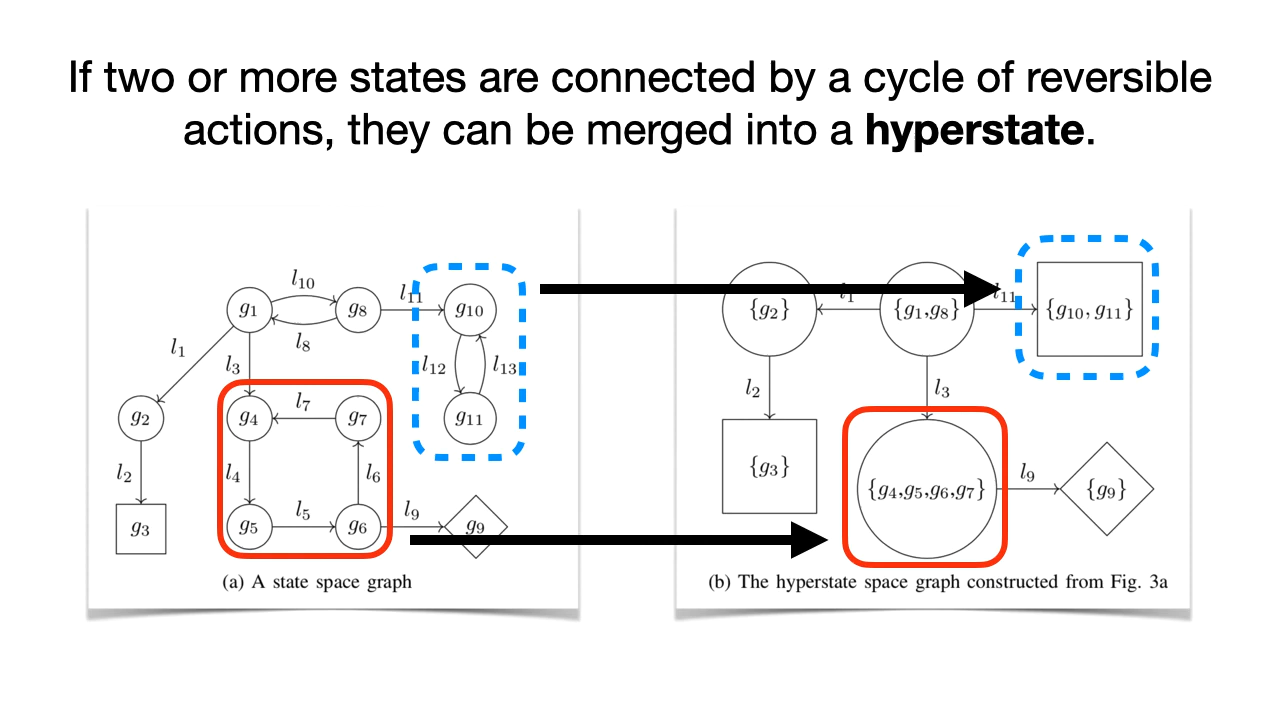 If two or more states are connected by a cycle of reversible
actions, they can be merged into a hyperstate.
l₁₀
g₁
g₈
l₁₁
g₁₀
l₈
l₁
l₃
l₁₂
l₁₃
g₂
g₄
l₇
g₇
g₁₁
l₂
l₄
l₆
g₃
g₅
l₅
g₆
l₉
g₉
(a) A state space graph
{g₂}
l₁
{g₁,g₈}
l₁₁
{g₁₀, g₁₁}
l₂
l₃
{g₃}
{g₄,g₅,g₆,g₇}
l₉
{g₉}
(b) The hyperstate space graph constructed from Fig. 3a